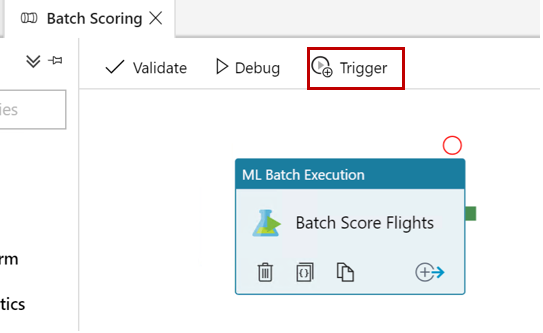 Batch Scoring
Validate
Debug
Trigger
ies
ML Batch Execution
Batch Score Flights
rm
tics